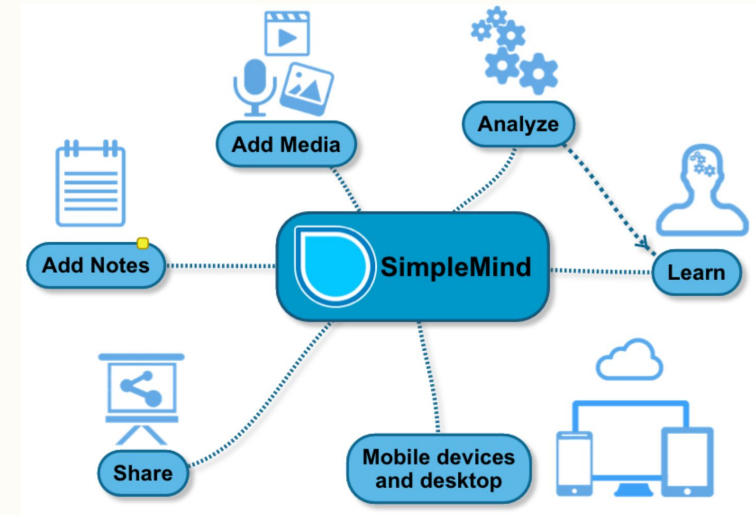 Add Media
Analyze
Add Notes
SimpleMind
Learn
Share
Mobile devices
and desktop